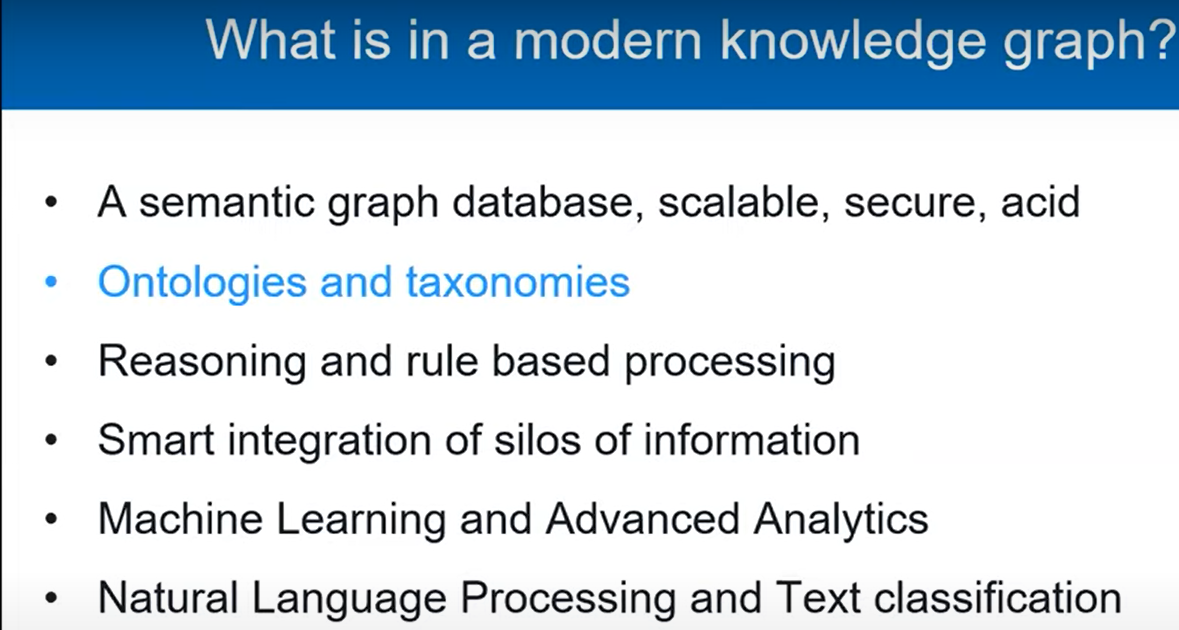 What is in a modern knowledge graph?
• A semantic graph database, scalable, secure, acid
• Ontologies and taxonomies
• Reasoning and rule based processing
• Smart integration of silos of information
• Machine Learning and Advanced Analytics
• Natural Language Processing and Text classification